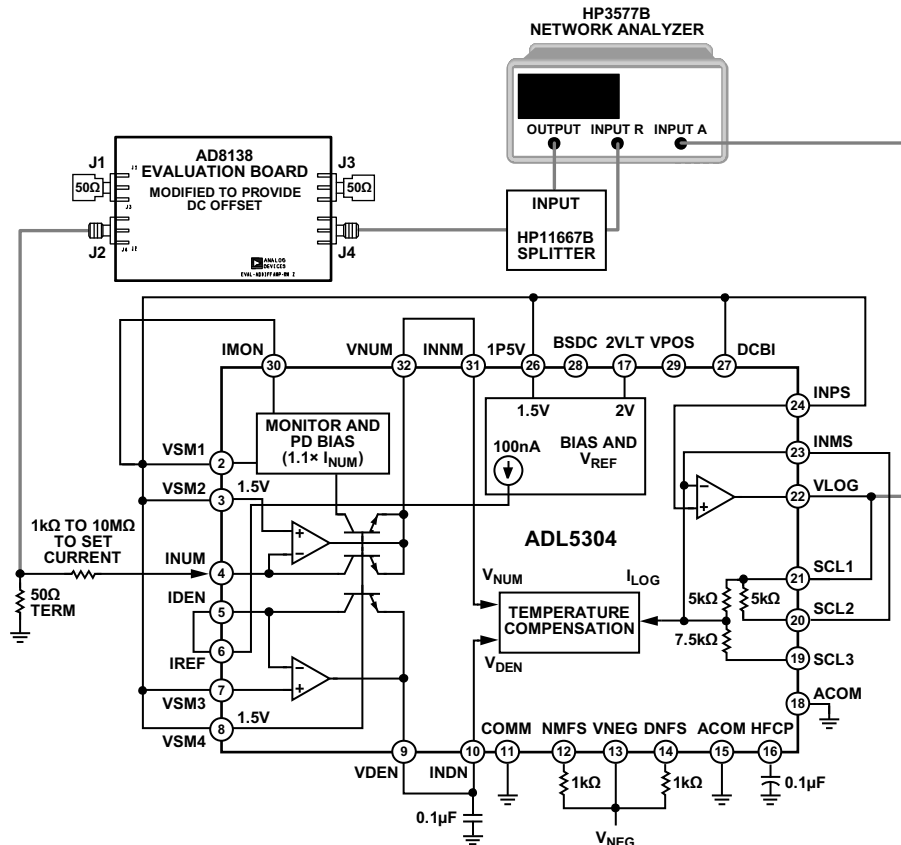 HP3577B
NETWORK ANALYZER
OUTPUT INPUT R INPUT A
AD8138
EVALUATION BOARD
MODIFIED TO PROVIDE
DC OFFSET
J1
J1
50Ω
J3
J2
J4 J2
J3
50Ω
J4
ANALOG
DEVICES
INPUT
HP11667B
SPLITTER
IMON
30
VNUM
32
INNM
31
1P5V
26
BSDC
28
2VLT
17
VPOS
29
DCBI
27
INPS
24
INMS
23
VLOG
22
SCL1
21
SCL2
20
SCL3
19
ACOM
18
MONITOR AND
PD BIAS
(1.1× INUM)
1.5V
2V
100nA
BIAS AND
VREF
ADL5304
VSM1
2
VSM2
3
1.5V
1kΩ TO 10MΩ
TO SET
CURRENT
INUM
4
50Ω
TERM
IDEN
5
IREF
6
VSM3
7
VSM4
8
1.5V
+
−
−
+
−
+
VNUM
ILOG
TEMPERATURE
COMPENSATION
VDEN
5kΩ
5kΩ
7.5kΩ
VDEN
9
INDN
10
COMM
11
NMFS
12
VNEG
13
DNFS
14
ACOM
15
HFCP
16
0.1µF
1kΩ
1kΩ
0.1µF
VNEG